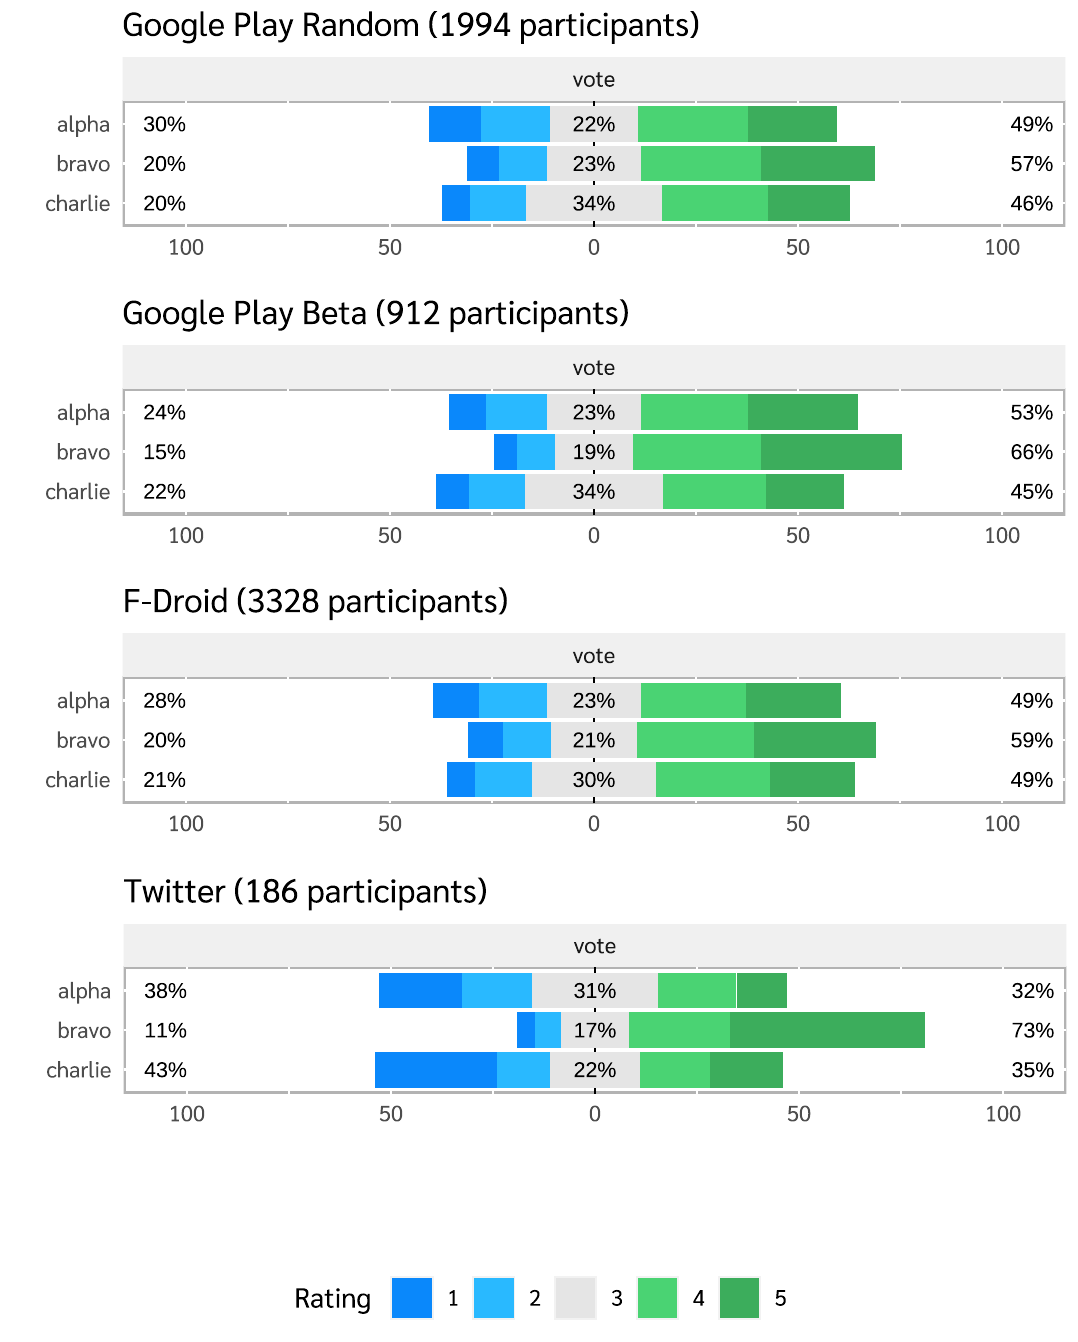 Google Play Random (1994 participants)
vote
alpha 30% 22% 49%
bravo 20% 23% 57%
charlie 20% 34% 46%
100 50 0 50 100
Google Play Beta (912 participants)
vote
alpha 24% 23% 53%
bravo 15% 19% 66%
charlie 22% 34% 45%
100 50 0 50 100
F-Droid (3328 participants)
vote
alpha 28% 23% 49%
bravo 20% 21% 59%
charlie 21% 30% 49%
100 50 0 50 100
Twitter (186 participants)
vote
alpha 38% 31% 32%
bravo 11% 17% 73%
charlie 43% 22% 35%
100 50 0 50 100
Rating 1 2 3 4 5